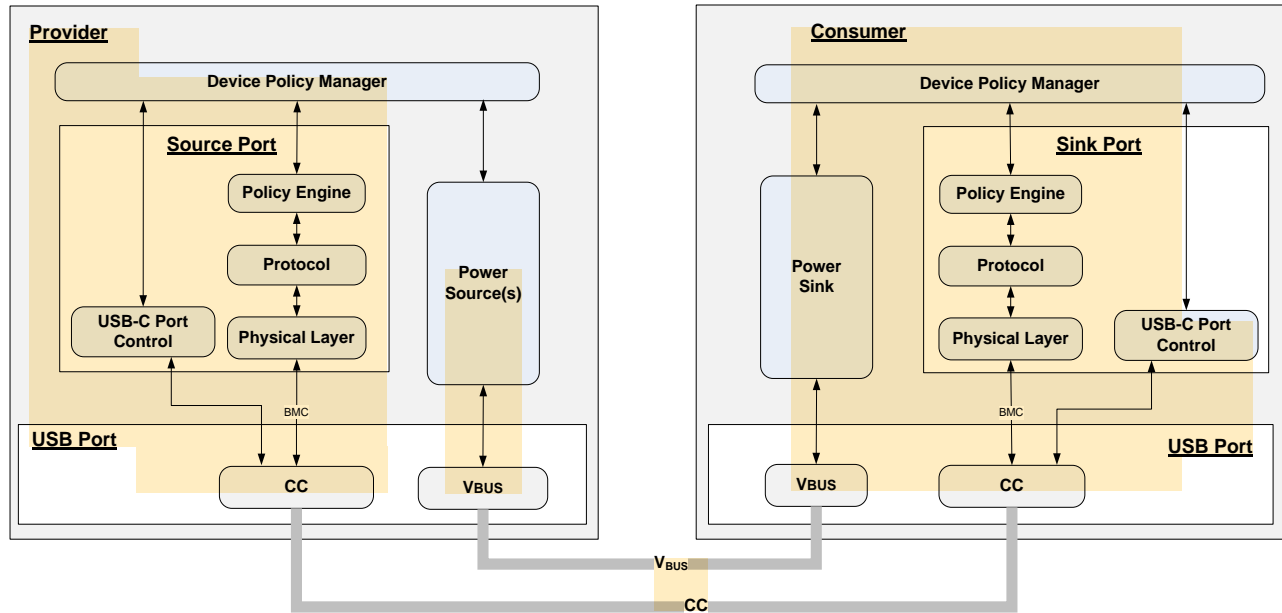 Provider
Device Policy Manager
Source Port
Policy Engine
Protocol
Power
Source(s)
USB-C Port
Control
Physical Layer
BMC
USB Port
CC
VBUS
Consumer
Device Policy Manager
Sink Port
Policy Engine
Protocol
Power
Sink
Physical Layer
USB-C Port
Control
BMC
USB Port
VBUS
CC
VBUS
CC